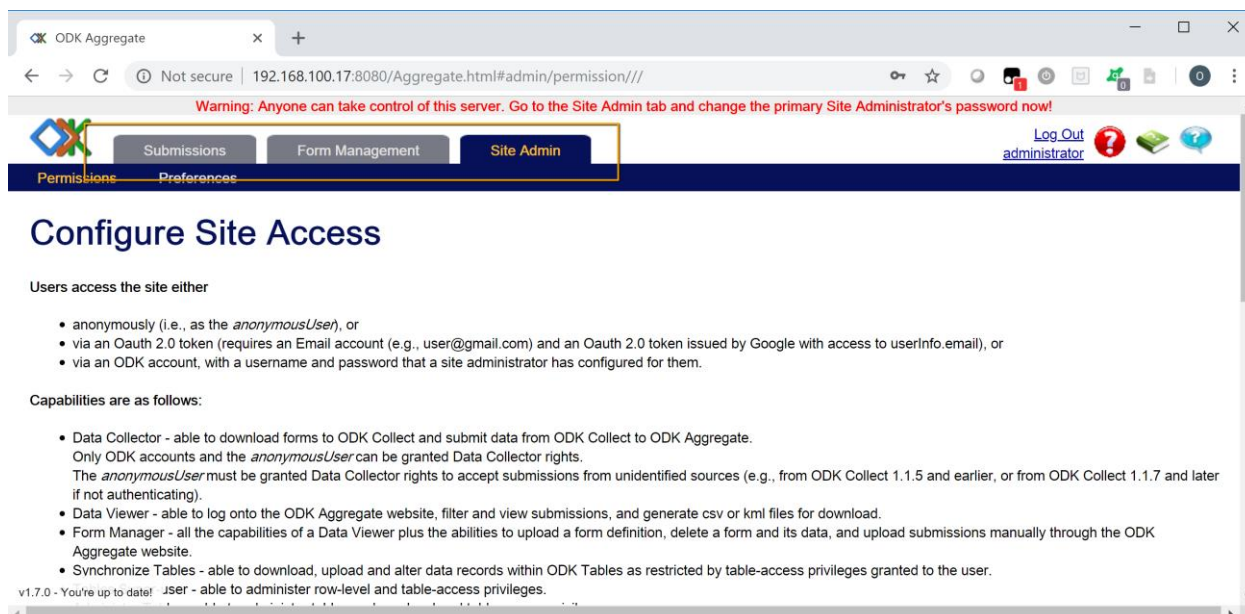 ODK Aggregate
Not secure | 192.168.100.17:8080/Aggregate.html#admin/permission///
1
0
O
Warning: Anyone can take control of this server. Go to the Site Admin tab and change the primary Site Administrator's password now!
Submissions Form Management Site Admin
Log Out
administrator
Permissions Preferences
Configure Site Access
Users access the site either
• anonymously (i.e., as the anonymousUser), or
• via an Oauth 2.0 token (requires an Email account (e.g., user@gmail.com) and an Oauth 2.0 token issued by Google with access to userInfo.email), or
• via an ODK account, with a username and password that a site administrator has configured for them.
Capabilities are as follows:
• Data Collector - able to download forms to ODK Collect and submit data from ODK Collect to ODK Aggregate.
Only ODK accounts and the anonymousUser can be granted Data Collector rights.
The anonymousUser must be granted Data Collector rights to accept submissions from unidentified sources (e.g., from ODK Collect 1.1.5 and earlier, or from ODK Collect 1.1.7 and later
if not authenticating).
• Data Viewer - able to log onto the ODK Aggregate website, filter and view submissions, and generate csv or kml files for download.
• Form Manager - all the capabilities of a Data Viewer plus the abilities to upload a form definition, delete a form and its data, and upload submissions manually through the ODK
Aggregate website.
• Synchronize Tables - able to download, upload and alter data records within ODK Tables as restricted by table-access privileges granted to the user.
v1.7.0 - You're up to date! user - able to administer row-level and table-access privileges.